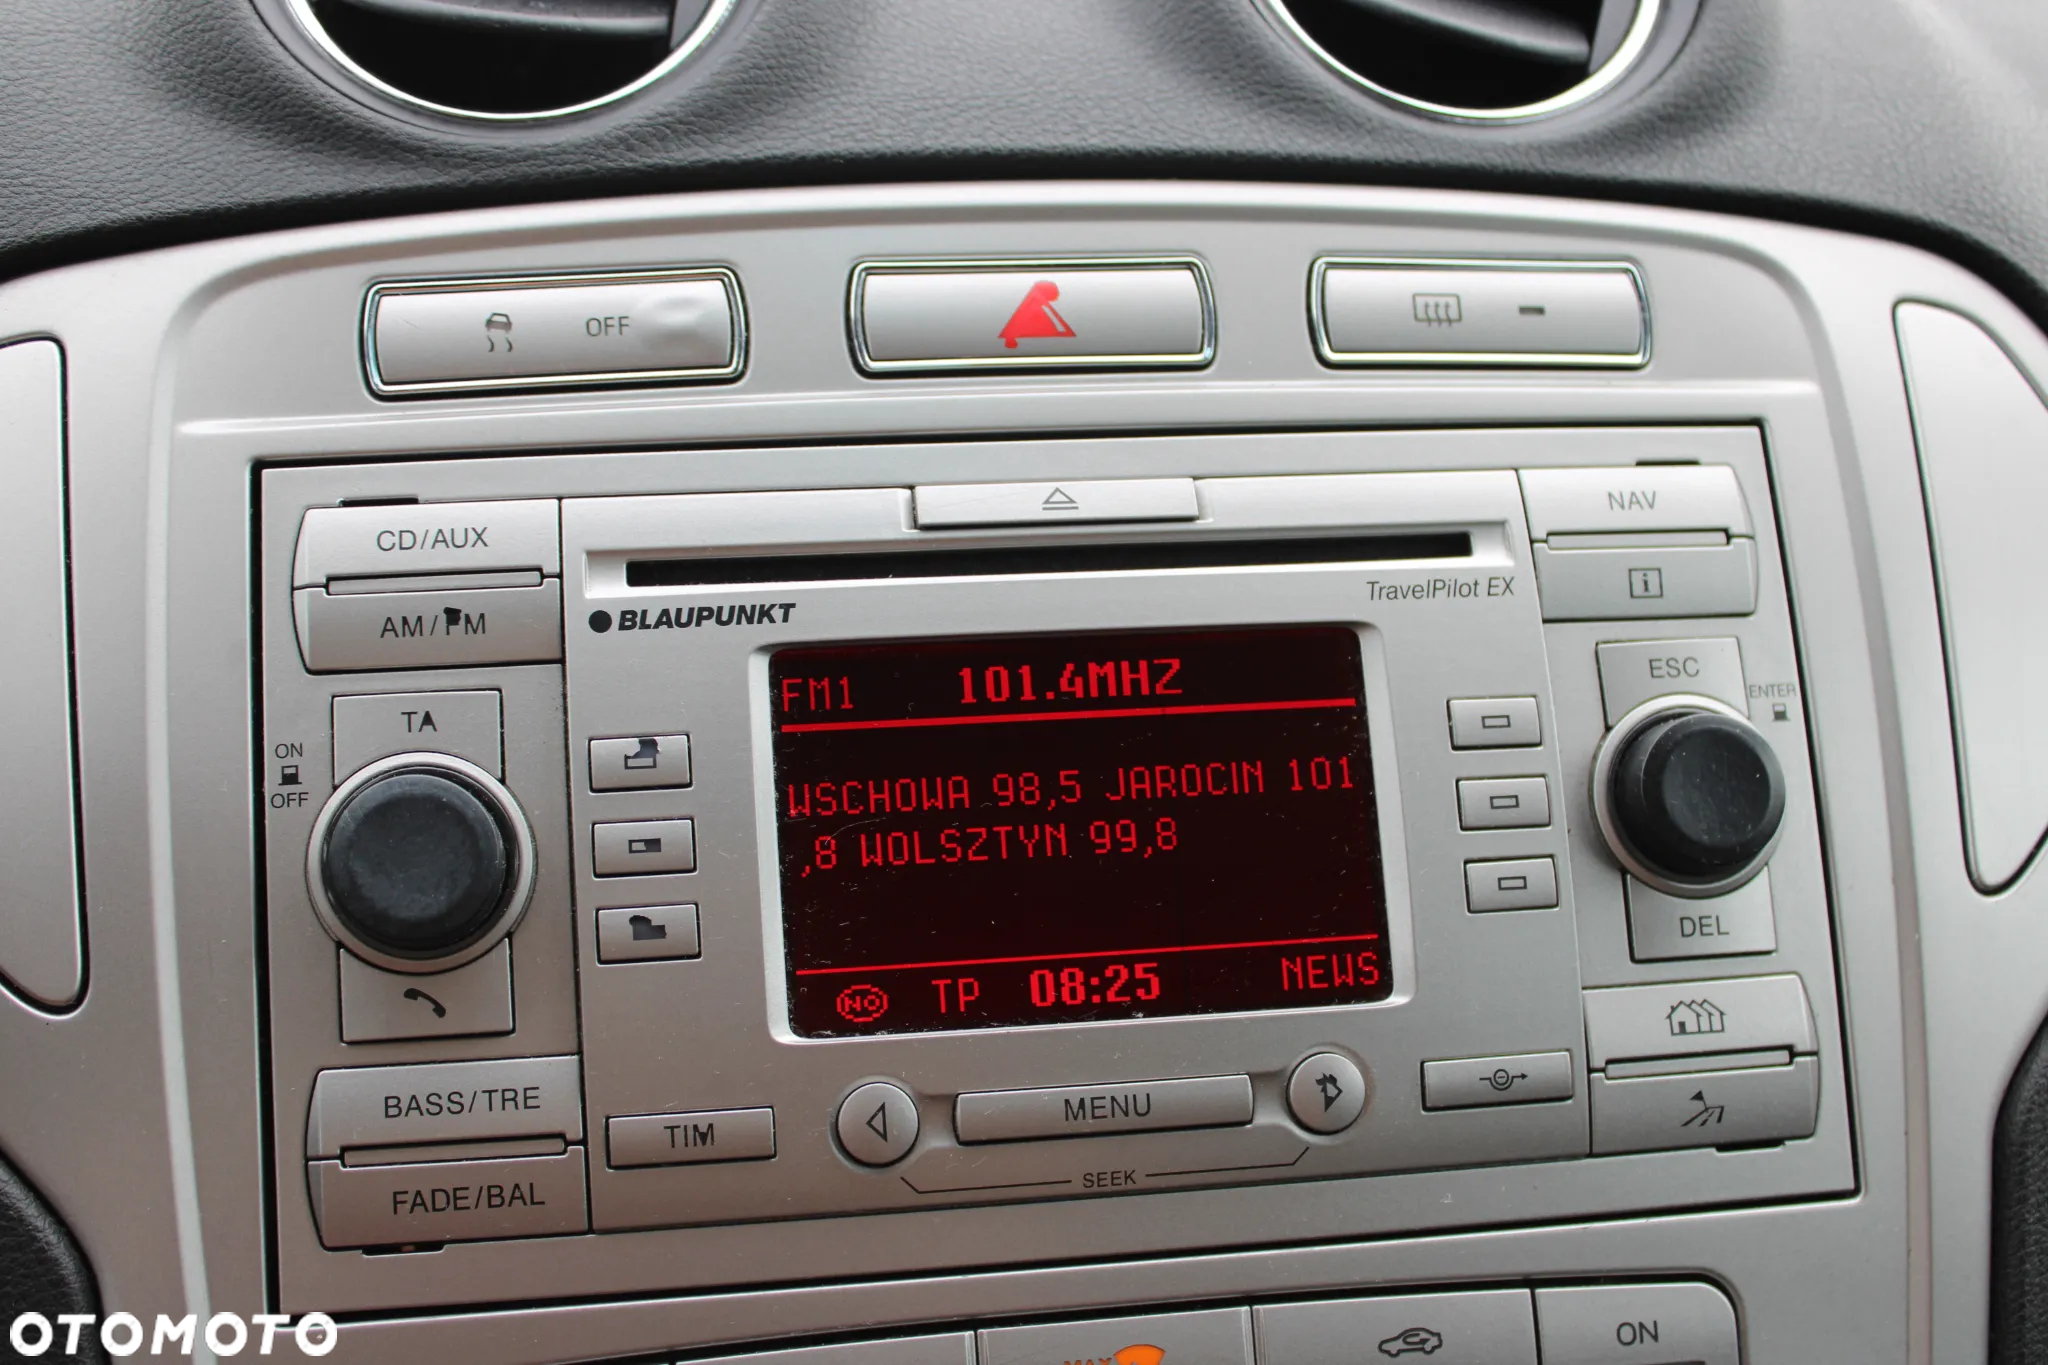 OFF
CD/AUX
NAV
AM/FM
BLAUPUNKT
TravelPilot EX
TA
ESC
ON
OFF
ENTER
FM1 101.4MHZ
WSCHOWA 98,5 JAROCIN 101
,8 WOLSZTYN 99,8
NO TP 08:25 NEWS
DEL
BASS/TRE
FADE/BAL
TIM
MENU
SEEK
MAX
ON
OTOMOTO